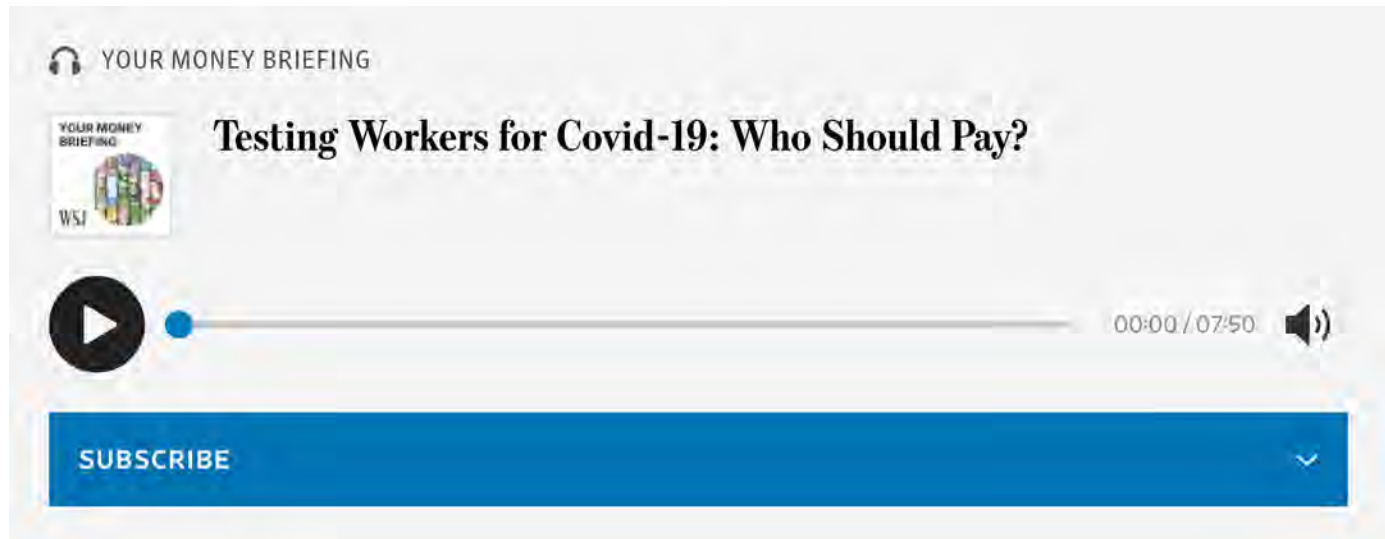 YOUR MONEY BRIEFING
YOUR MONEY
BRIEFING
WSJ
Testing Workers for Covid-19: Who Should Pay?
00:00 / 07:50
SUBSCRIBE